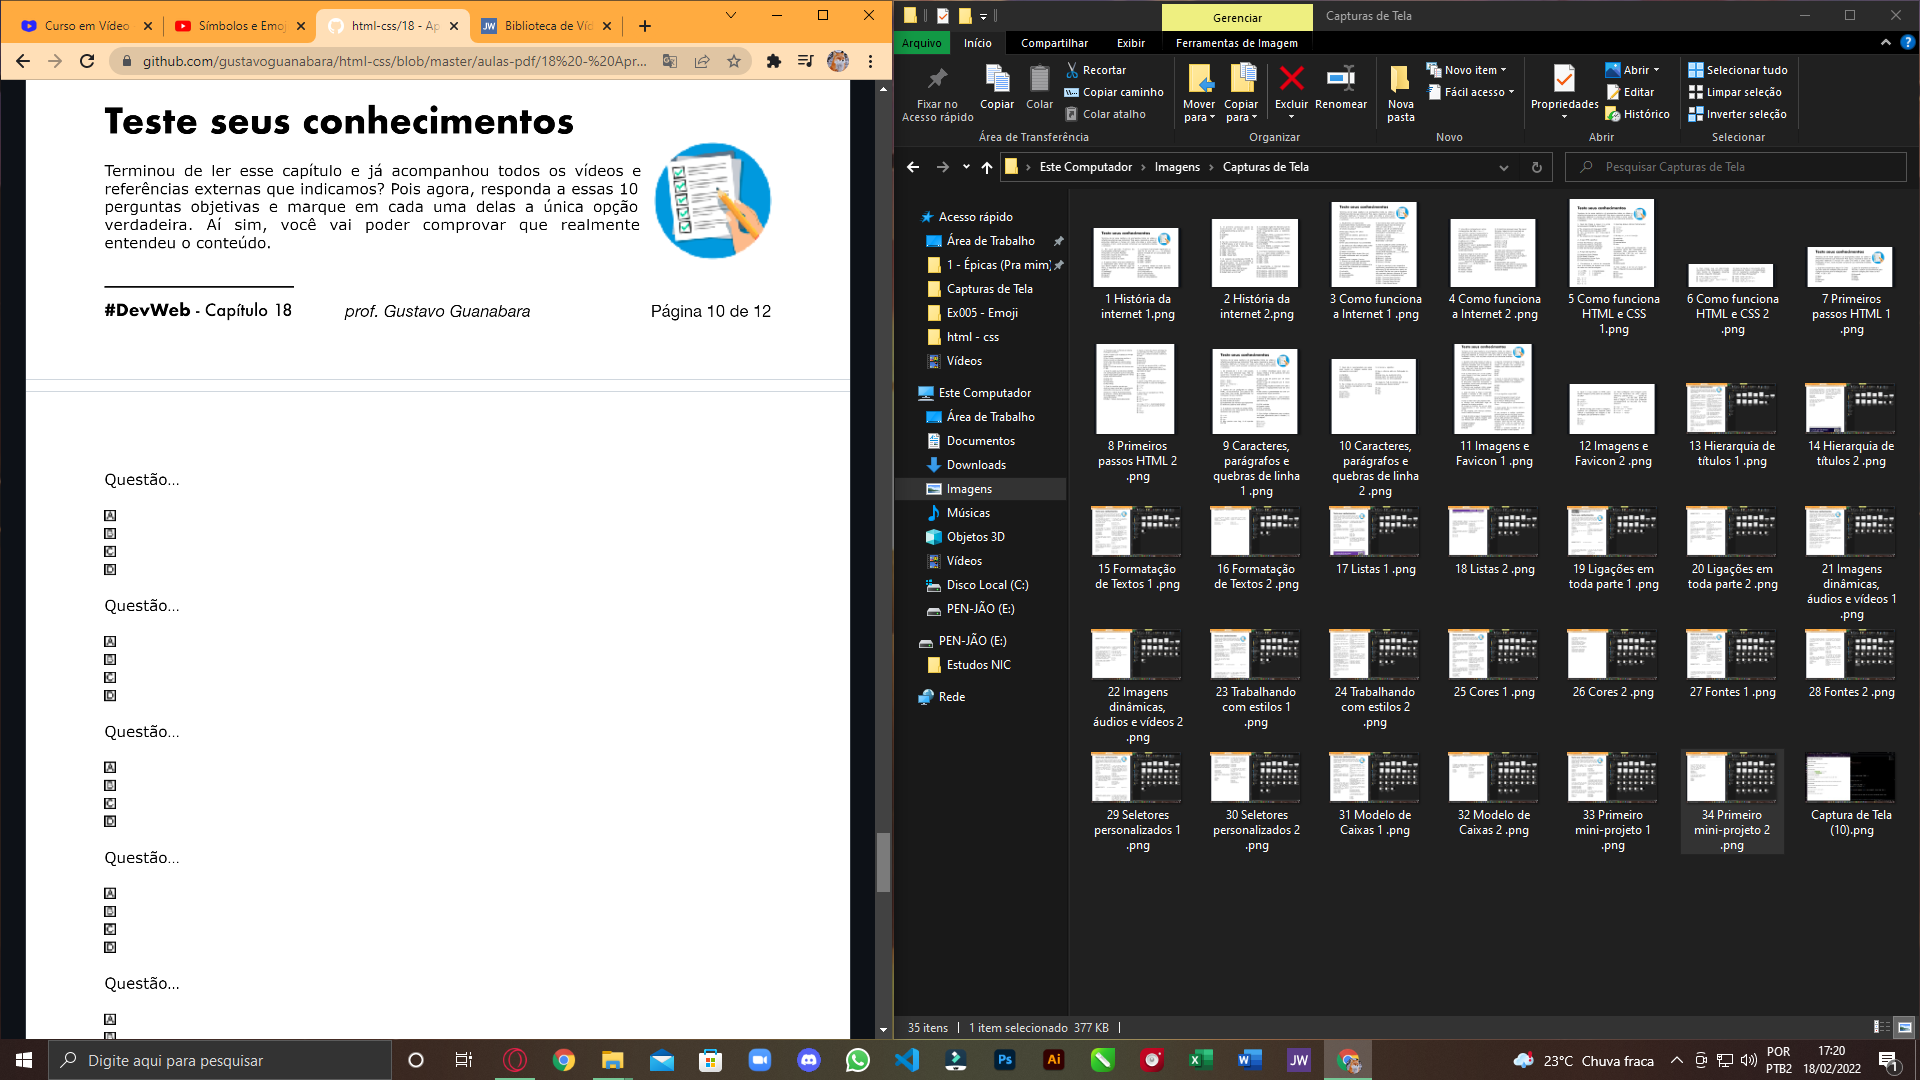 Curso em Vídeo
Símbolos e Emoj
html-css/18 - Ap
Biblioteca de Víd
github.com/gustavoguanabara/html-css/blob/master/aulas-pdf/18%20-%20Apr...
Teste seus conhecimentos
Terminou de ler esse capítulo e já acompanhou todos os vídeos e
referências externas que indicamos? Pois agora, responda a essas 10
perguntas objetivas e marque em cada uma delas a única opção
verdadeira. Aí sim, você vai poder comprovar que realmente
entendeu o conteúdo.
#DevWeb - Capítulo 18
prof. Gustavo Guanabara
Página 10 de 12
Questão...
A
D
C
D
Questão...
A
D
C
D
Questão...
A
D
C
D
Questão...
A
D
C
D
Questão...
A
Gerenciar
Capturas de Tela
Arquivo
Início
Compartilhar
Exibir
Ferramentas de Imagem
Fixar no
Acesso rápido
Copiar
Colar
Recortar
Copiar caminho
Colar atalho
Área de Transferência
Mover
para
Copiar
para
Excluir
Renomear
Organizar
Nova
pasta
Novo item
Fácil acesso
Novo
Propriedades
Abrir
Editar
Histórico
Abrir
Selecionar tudo
Limpar seleção
Inverter seleção
Selecionar
Este Computador
Imagens
Capturas de Tela
Pesquisar Capturas de Tela
Acesso rápido
Área de Trabalho
1 - Épicas (Pra mim)
Capturas de Tela
Ex005 - Emoji
html - css
Vídeos
Este Computador
Área de Trabalho
Documentos
Downloads
Imagens
Músicas
Objetos 3D
Vídeos
Disco Local (C:)
PEN-JÃO (E:)
PEN-JÃO (E:)
Estudos NIC
Rede
1 História da
internet 1.png
2 História da
internet 2.png
3 Como funciona
a Internet 1 .png
4 Como funciona
a Internet 2 .png
5 Como funciona
HTML e CSS
1.png
6 Como funciona
HTML e CSS 2
.png
7 Primeiros
passos HTML 1
.png
8 Primeiros
passos HTML 2
.png
9 Caracteres,
parágrafos e
quebras de linha
1 .png
10 Caracteres,
parágrafos e
quebras de linha
2 .png
11 Imagens e
Favicon 1 .png
12 Imagens e
Favicon 2 .png
13 Hierarquia de
títulos 1 .png
14 Hierarquia de
títulos 2 .png
15 Formatação
de Textos 1 .png
16 Formatação
de Textos 2 .png
17 Listas 1 .png
18 Listas 2 .png
19 Ligações em
toda parte 1 .png
20 Ligações em
toda parte 2 .png
21 Imagens
dinâmicas,
áudios e vídeos 1
.png
22 Imagens
dinâmicas,
áudios e vídeos 2
.png
23 Trabalhando
com estilos 1
.png
24 Trabalhando
com estilos 2
.png
25 Cores 1 .png
26 Cores 2 .png
27 Fontes 1 .png
28 Fontes 2 .png
29 Seletores
personalizados 1
.png
30 Seletores
personalizados 2
.png
31 Modelo de
Caixas 1 .png
32 Modelo de
Caixas 2 .png
33 Primeiro
mini-projeto 1
.png
34 Primeiro
mini-projeto 2
.png
Captura de Tela
(10).png
35 itens
1 item selecionado 377 KB
Digite aqui para pesquisar
23°C Chuva fraca
POR
PTB2
17:20
18/02/2022